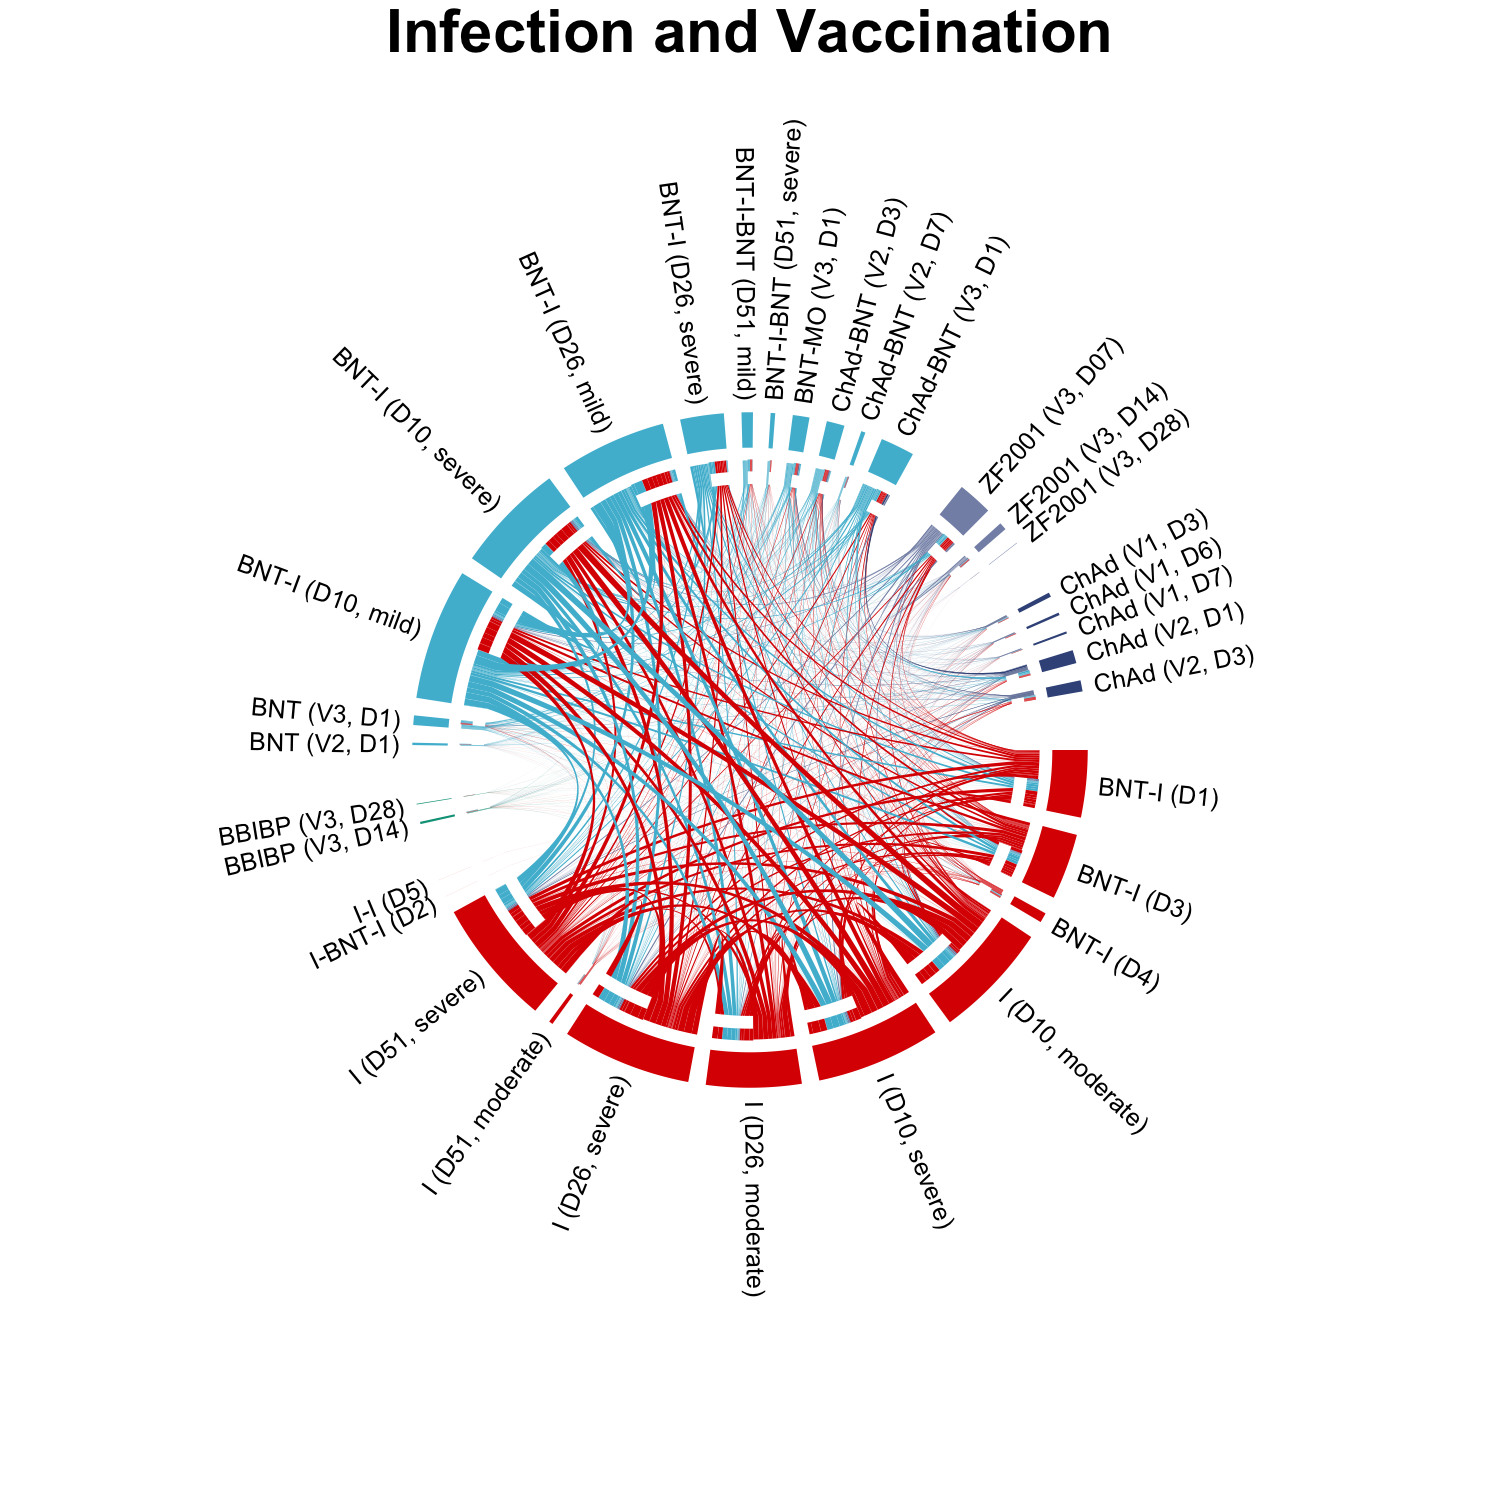 Infection and Vaccination
BNT-I-BNT (D51, mild)
BNT-I-BNT (D51, severe)
BNT-MO (V3, D1)
ChAd-BNT (V2, D3)
ChAd-BNT (V2, D7)
ChAd-BNT (V3, D1)
ZF2001 (V3, D07)
ZF2001 (V3, D14)
ZF2001 (V3, D28)
ChAd (V1, D3)
ChAd (V1, D6)
ChAd (V1, D7)
ChAd (V2, D1)
ChAd (V2, D3)
BNT-I (D1)
BNT-I (D3)
BNT-I (D4)
I (D10, moderate)
I (D10, severe)
I (D26, moderate)
I (D26, severe)
I (D51, moderate)
I (D51, severe)
I-BNT-I (D2)
I-I (D5)
BBIBP (V3, D14)
BBIBP (V3, D28)
BNT (V2, D1)
BNT (V3, D1)
BNT-I (D10, mild)
BNT-I (D10, severe)
BNT-I (D26, mild)
BNT-I (D26, severe)